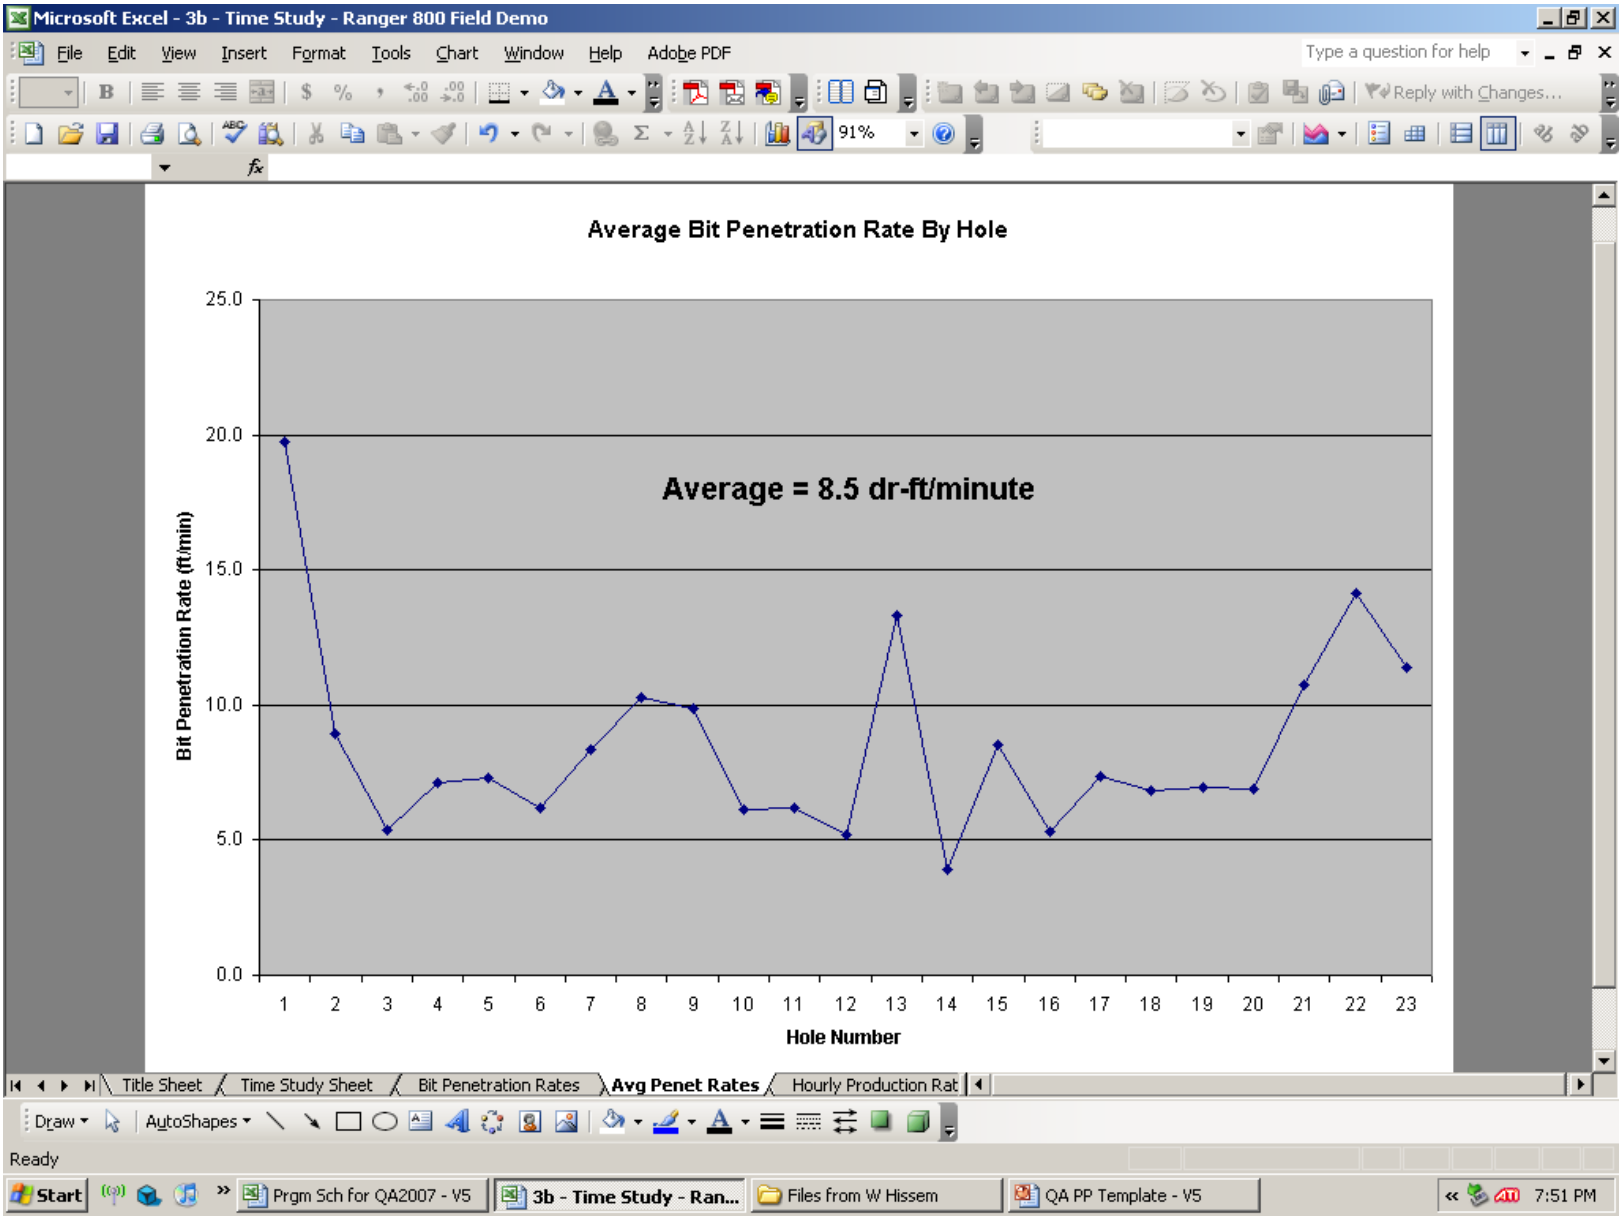 Microsoft Excel - 3b - Time Study - Ranger 800 Field Demo
File Edit View Insert Format Tools Chart Window Help Adobe PDF Type a question for help
B $ % , Reply with Changes...
91%
fx
Average Bit Penetration Rate By Hole
25.0
20.0
Average = 8.5 dr-ft/minute
15.0
Bit Penetration Rate (ft/min)
10.0
5.0
0.0
1 2 3 4 5 6 7 8 9 10 11 12 13 14 15 16 17 18 19 20 21 22 23
Hole Number
Title Sheet Time Study Sheet Bit Penetration Rates Avg Penet Rates Hourly Production Rat
Draw AutoShapes
Ready
Start Prgm Sch for QA2007 - V5 3b - Time Study - Ran... Files from W Hissem QA PP Template - V5 7:51 PM